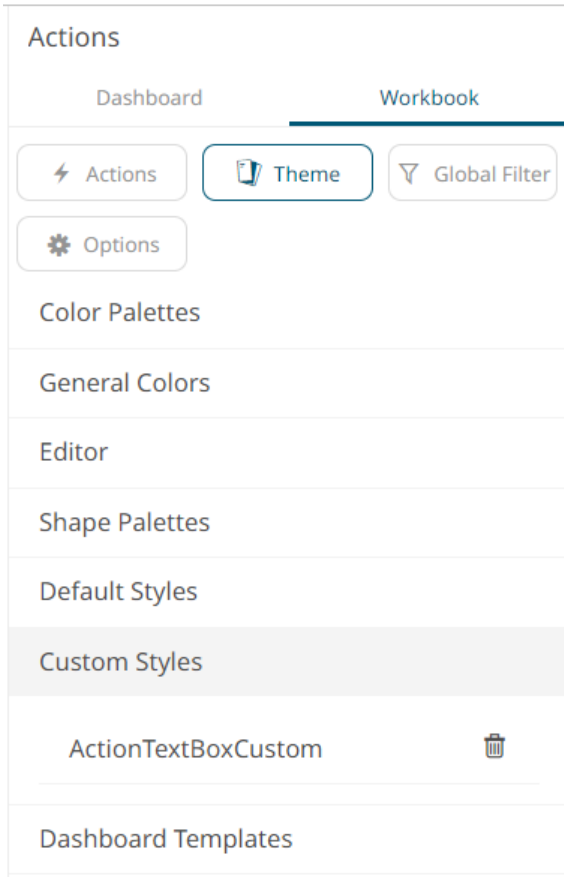 Actions
Dashboard Workbook
Actions Theme Global Filter
Options
Color Palettes
General Colors
Editor
Shape Palettes
Default Styles
Custom Styles
ActionTextBoxCustom
Dashboard Templates